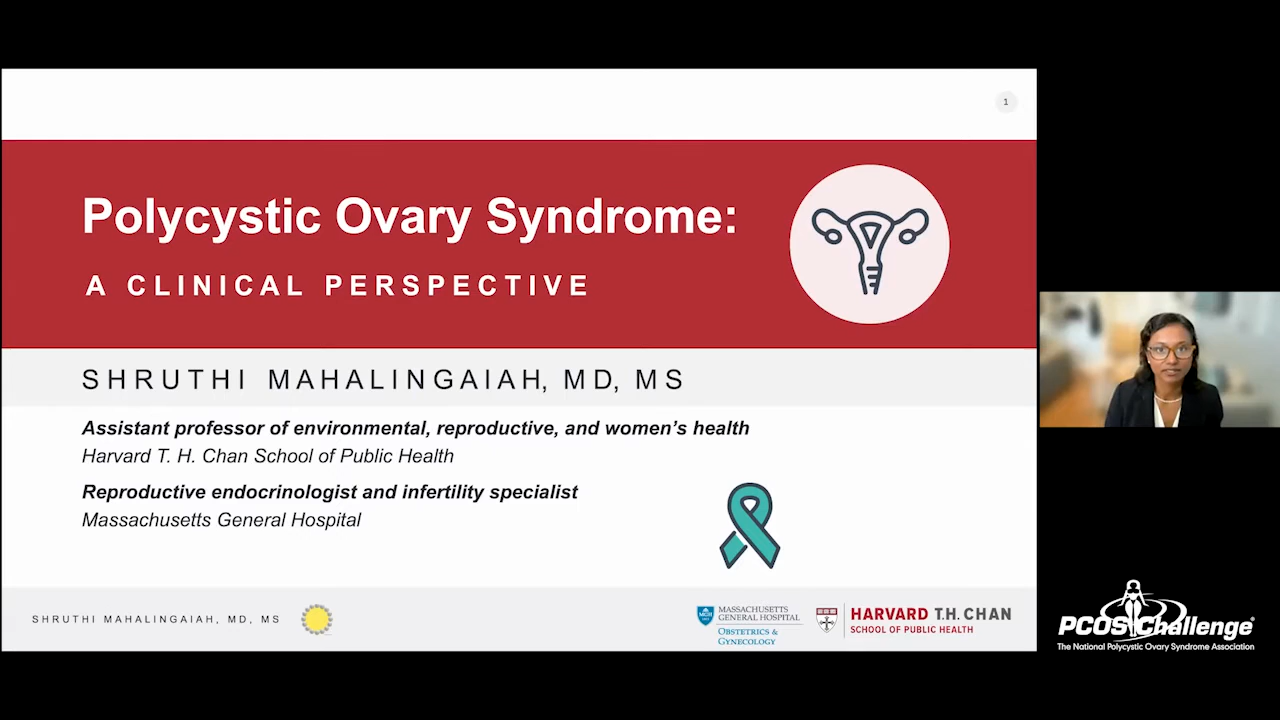 1
Polycystic Ovary Syndrome:
A CLINICAL PERSPECTIVE
SHRUTHI MAHALINGAIAH, MD, MS
Assistant professor of environmental, reproductive, and women's health
Harvard T. H. Chan School of Public Health
Reproductive endocrinologist and infertility specialist
Massachusetts General Hospital
SHRUTHI MAHALINGAIAH, MD, MS
MASSACHUSETTS
GENERAL HOSPITAL
OBSTETRICS &
GYNECOLOGY
HARVARD T.H. CHAN
SCHOOL OF PUBLIC HEALTH
PCOS Challenge®
The National Polycystic Ovary Syndrome Association